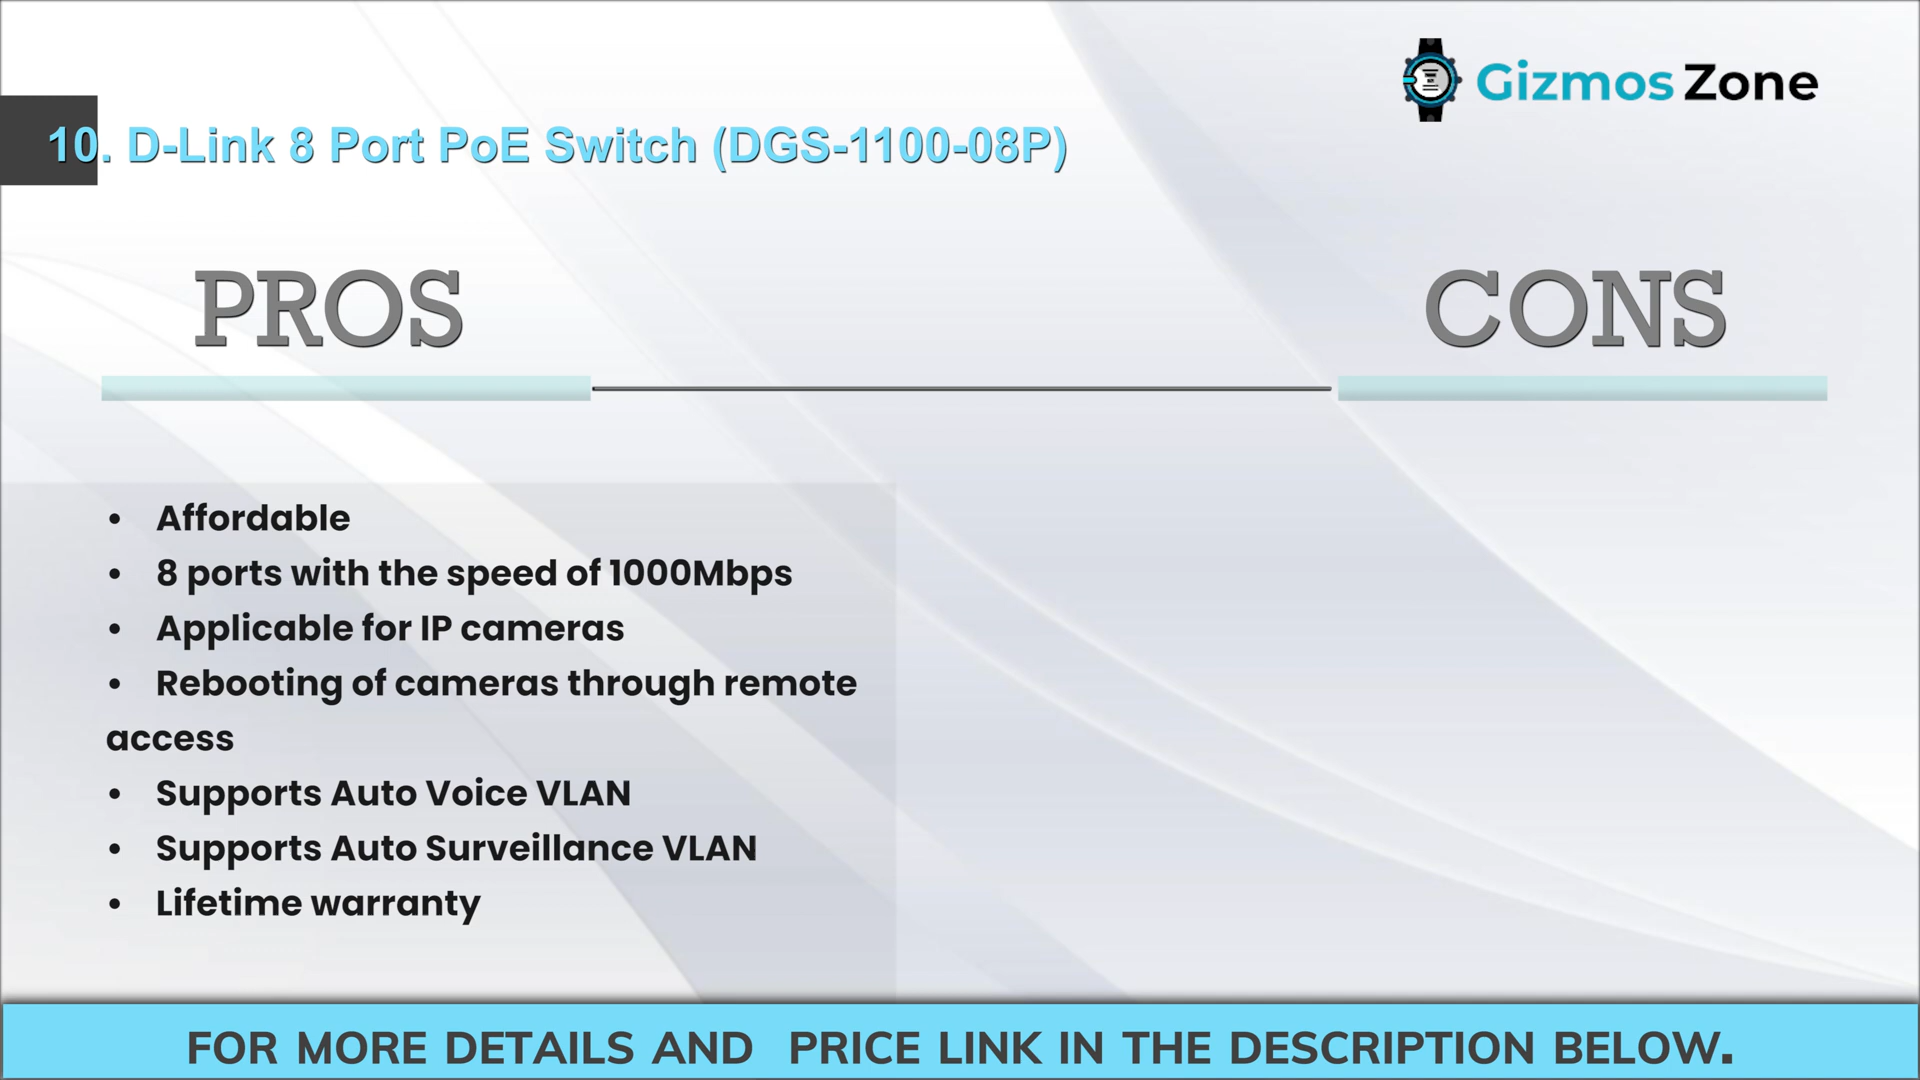 Gizmos Zone
10. D-Link 8 Port PoE Switch (DGS-1100-08P)
PROS
CONS
• Affordable
• 8 ports with the speed of 1000Mbps
• Applicable for IP cameras
• Rebooting of cameras through remote
access
• Supports Auto Voice VLAN
• Supports Auto Surveillance VLAN
• Lifetime warranty
FOR MORE DETAILS AND PRICE LINK IN THE DESCRIPTION BELOW.